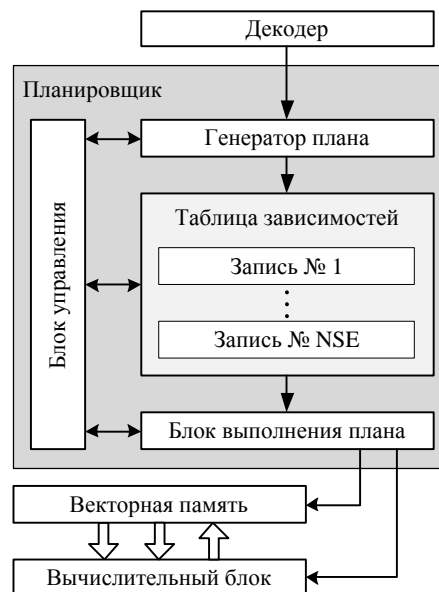 Декодер
Планировщик
Генератор плана
Блок управления
Таблица зависимостей
Запись № 1
Запись № NSE
Блок выполнения плана
Векторная память
Вычислительный блок